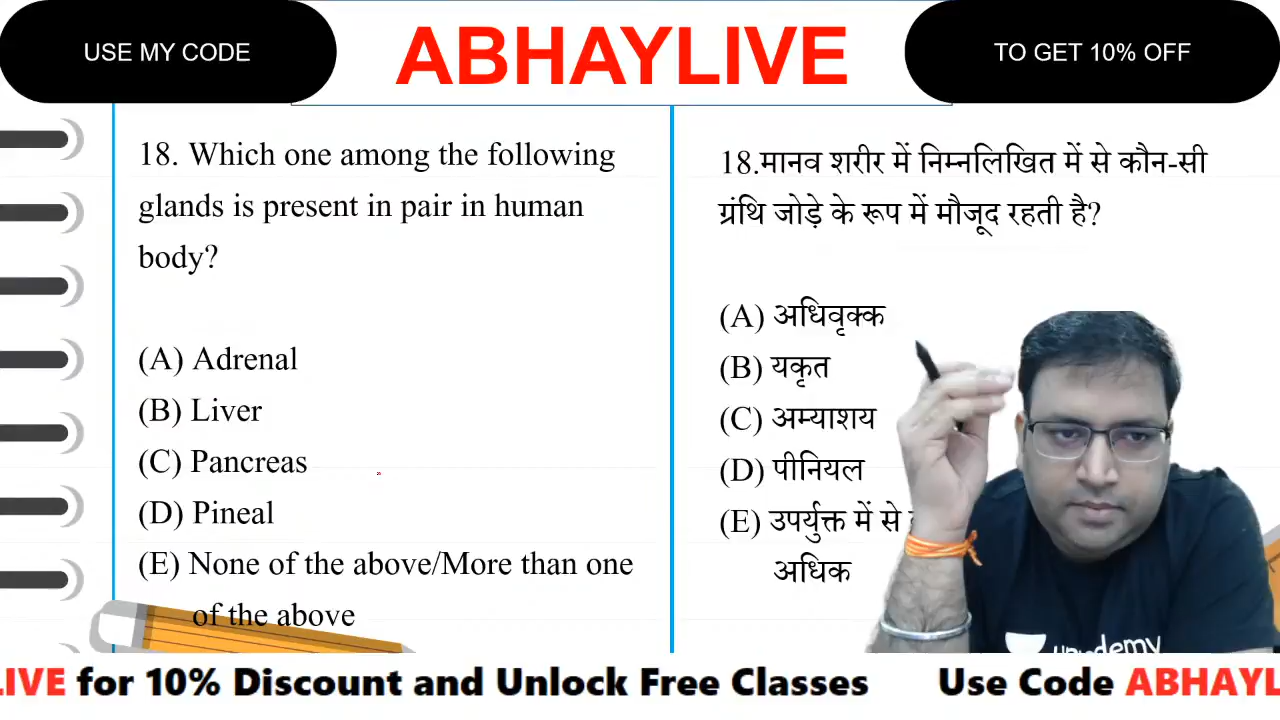 USE MY CODE
ABHAYLIVE
TO GET 10% OFF
18. Which one among the following
glands is present in pair in human
body?
(A) Adrenal
(B) Liver
(C) Pancreas
(D) Pineal
(E) None of the above/More than one
of the above
18.मानव शरीर में निम्नलिखित में से कौन-सी
ग्रंथि जोड़े के रूप में मौजूद रहती है?
(A) अधिवृक्क
(B) यकृत
(C) अम्याशय
(D) पीनियल
(E) उपर्युक्त में से
अधिक
LIVE for 10% Discount and Unlock Free Classes Use Code ABHAYL